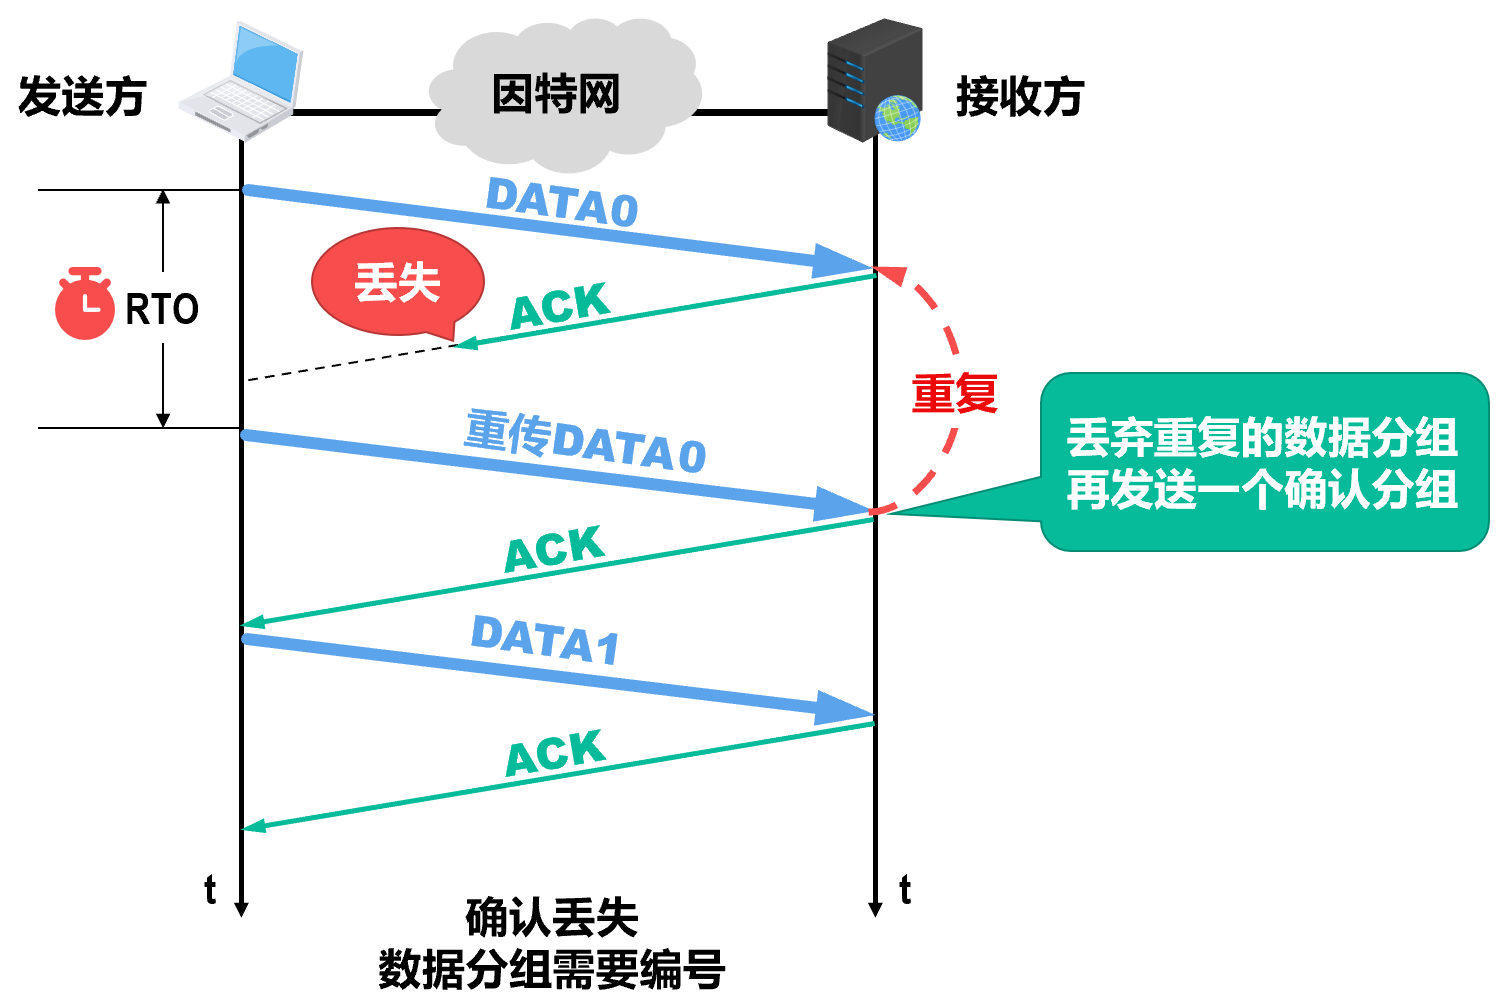 发送方
因特网
接收方
DATA0
丢失
ACK
RTO
重复
重传DATA0
丢弃重复的数据分组
再发送一个确认分组
ACK
DATA1
ACK
t
t
确认丢失
数据分组需要编号